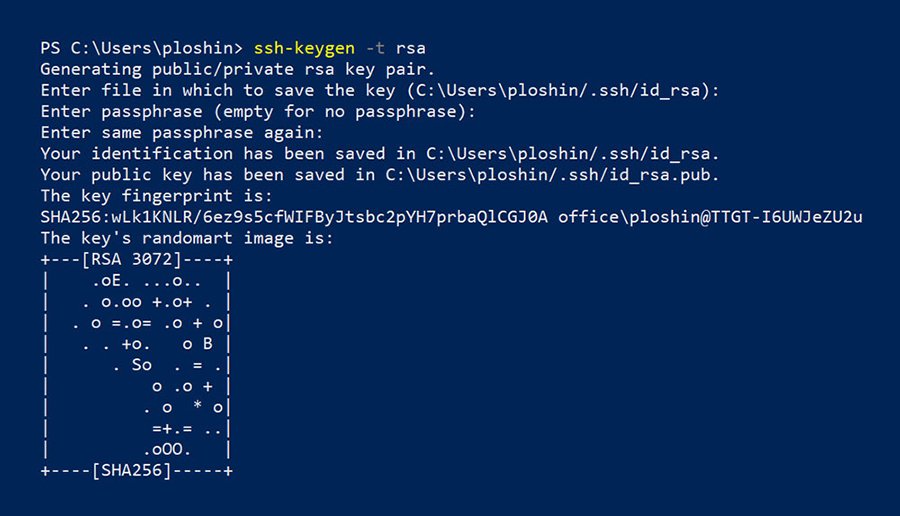 PS C:\Users\ploshin> ssh-keygen -t rsa
Generating public/private rsa key pair.
Enter file in which to save the key (C:\Users\ploshin/.ssh/id_rsa):
Enter passphrase (empty for no passphrase):
Enter same passphrase again:
Your identification has been saved in C:\Users\ploshin/.ssh/id_rsa.
Your public key has been saved in C:\Users\ploshin/.ssh/id_rsa.pub.
The key fingerprint is:
SHA256:wLk1KNLR/6ez9s5cfWIFByJtsbc2pYH7prbaQlCGJ0A office\ploshin@TTGT-I6UWJeZU2u
The key's randomart image is:
+---[RSA 3072]----+
|    .oE. ...o..  |
|   . o.oo +.o+ . |
|  . o =.o= .o + o|
|   . . +o.   o B |
|      . So  . = .|
|          o .o + |
|         . o  * o|
|          =+.= ..|
|         .oOO.   |
+----[SHA256]-----+